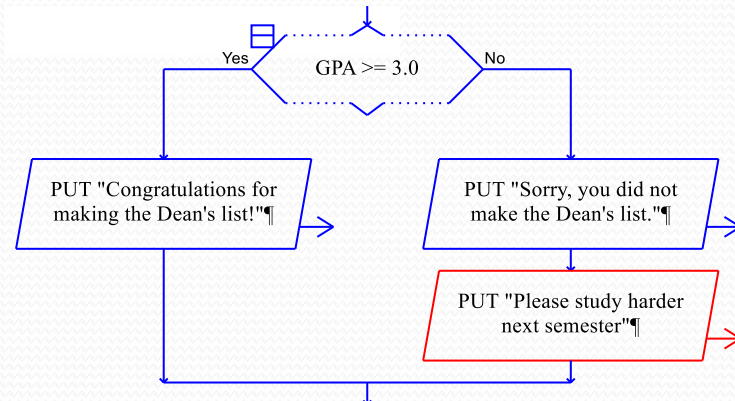 Yes
GPA >= 3.0
No
PUT "Congratulations for
making the Dean's list!"¶
PUT "Sorry, you did not
make the Dean's list."¶
PUT "Please study harder
next semester"¶